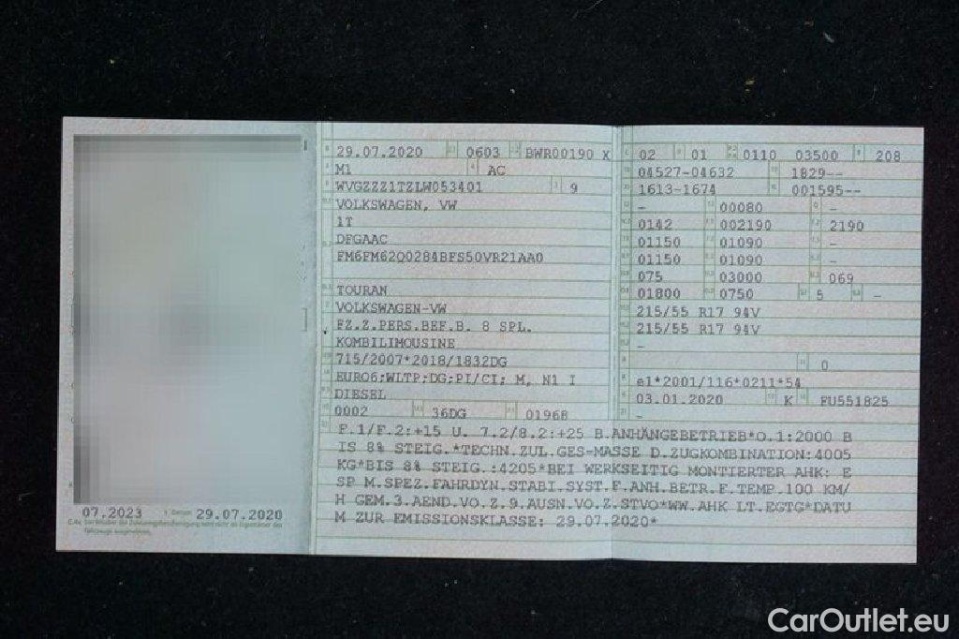 07.2023 29.07.2020
29.07.2020 0603 BWR00190 X
M1 AC
WVGZZZ1TZLW053401 9
VOLKSWAGEN, VW
1T
DFGAAC
FM6FM62Q0284BFS50VR21AA0
TOURAN
VOLKSWAGEN-VW
FZ.Z.PERS.BEF.B. 8 SPL.
KOMBILIMOUSINE
715/2007*2018/1832DG
EURO6;WLTP;DG;PI/CI; M, N1 I
DIESEL
0002 36DG 01968
02 01 0110 03500 208
04527-04632 1829--
1613-1674 001595--
- 00080 -
0142 002190 2190
01150 01090 -
01150 01090 -
075 03000 069
01800 0750 5 -
215/55 R17 94V
215/55 R17 94V
-
0
e1*2001/116*0211*54
03.01.2020 K FU551825
-
F.1/F.2:+15 U. 7.2/8.2:+25 B.ANHÄNGEBETRIEB*O.1:2000 B
IS 8% STEIG.*TECHN.ZUL.GES-MASSE D.ZUGKOMBINATION:4005
KG*BIS 8% STEIG.:4205*BEI WERKSEITIG MONTIERTER AHK: E
SP M.SPEZ.FAHRDYN.STABI.SYST.F.ANH.BETR.F.TEMP.100 KM/
H GEM.3.AEND.VO.Z.9.AUSN.VO.Z.STVO*WW.AHK LT.EGTG*DATU
M ZUR EMISSIONSKLASSE: 29.07.2020*
CarOutlet.eu